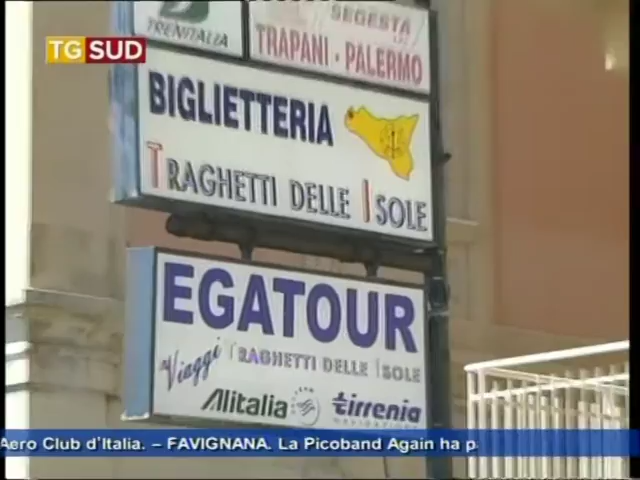 TRENITALIA
SEGESTA
TRAPANI - PALERMO
TG SUD
BIGLIETTERIA
TRAGHETTI DELLE ISOLE
EGATOUR
Viaggi TRAGHETTI DELLE ISOLE
Alitalia tirrenia
NAVIGAZIONE
Aero Club d'Italia. – FAVIGNANA. La Picoband Again ha p